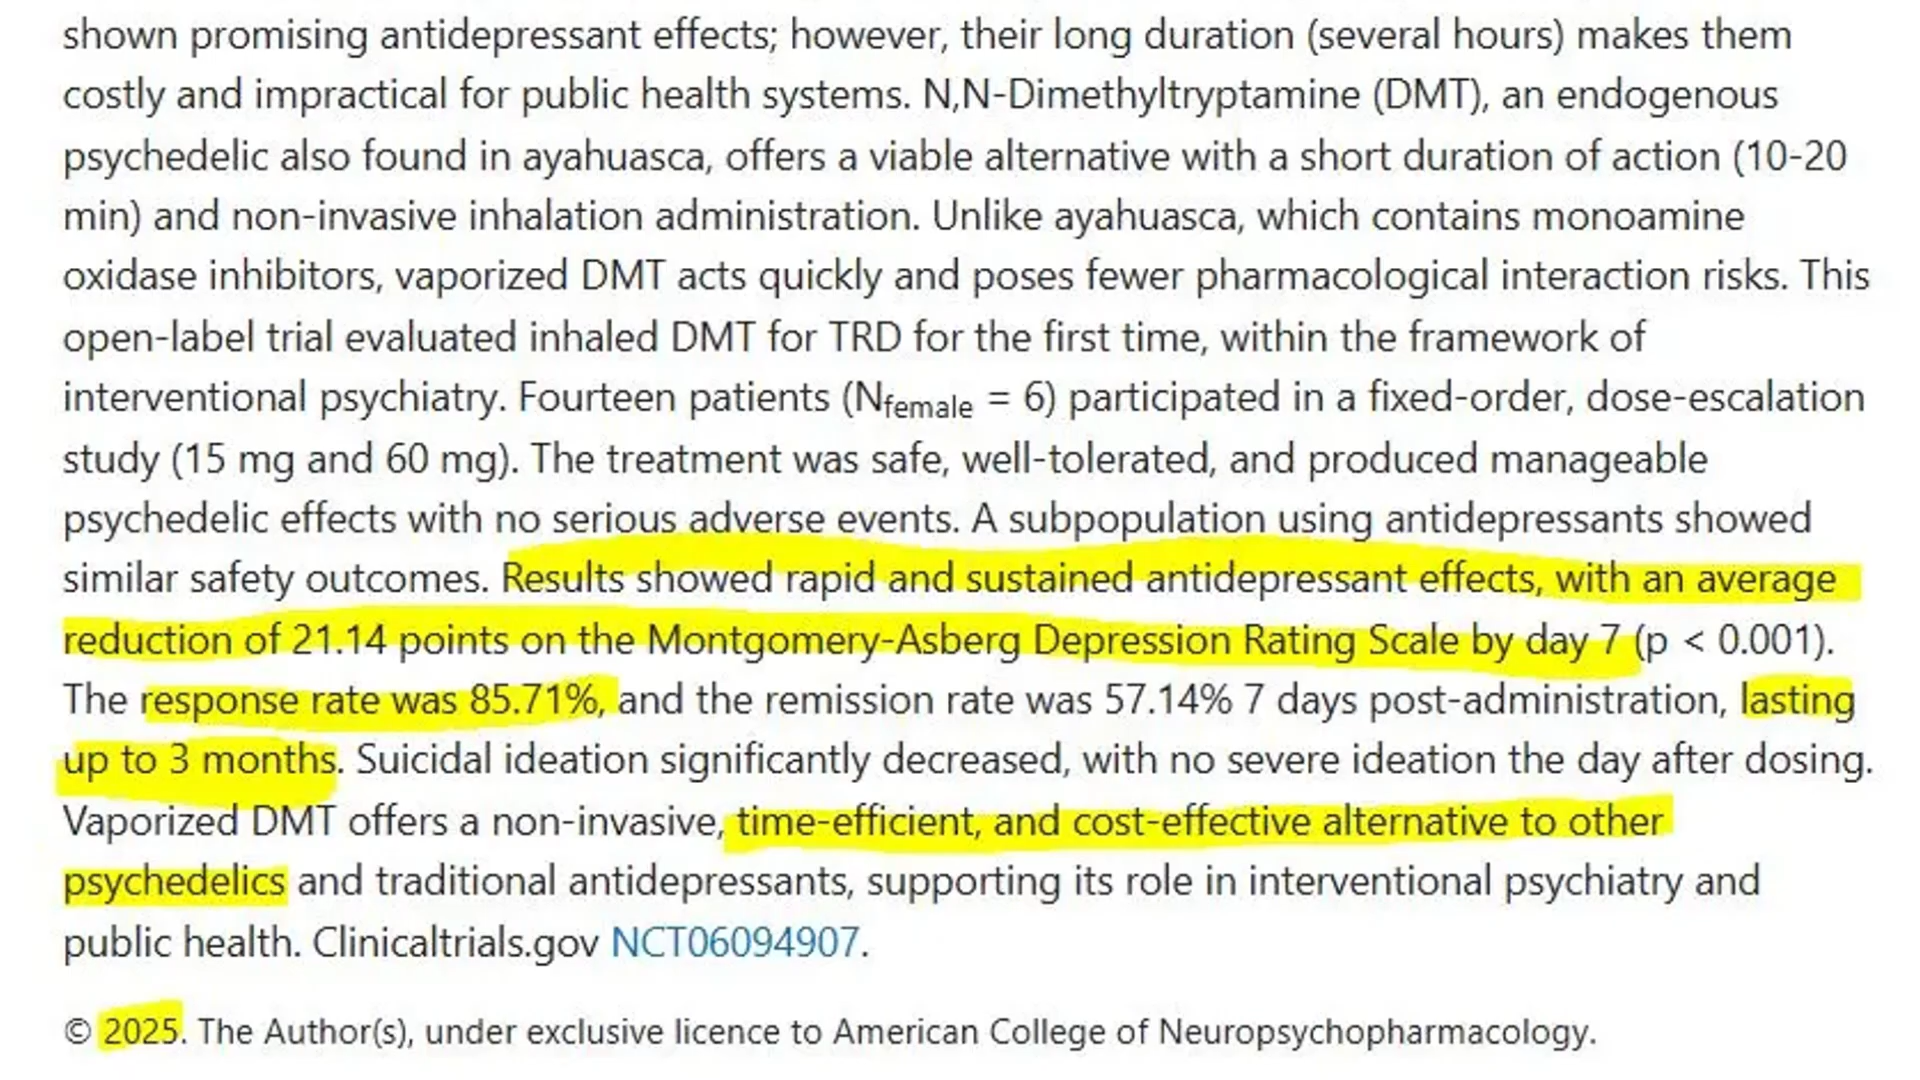 shown promising antidepressant effects; however, their long duration (several hours) makes them
costly and impractical for public health systems. N,N-Dimethyltryptamine (DMT), an endogenous
psychedelic also found in ayahuasca, offers a viable alternative with a short duration of action (10-20
min) and non-invasive inhalation administration. Unlike ayahuasca, which contains monoamine
oxidase inhibitors, vaporized DMT acts quickly and poses fewer pharmacological interaction risks. This
open-label trial evaluated inhaled DMT for TRD for the first time, within the framework of
interventional psychiatry. Fourteen patients (Nfemale = 6) participated in a fixed-order, dose-escalation
study (15 mg and 60 mg). The treatment was safe, well-tolerated, and produced manageable
psychedelic effects with no serious adverse events. A subpopulation using antidepressants showed
similar safety outcomes. Results showed rapid and sustained antidepressant effects, with an average
reduction of 21.14 points on the Montgomery-Asberg Depression Rating Scale by day 7 (p < 0.001).
The response rate was 85.71%, and the remission rate was 57.14% 7 days post-administration, lasting
up to 3 months. Suicidal ideation significantly decreased, with no severe ideation the day after dosing.
Vaporized DMT offers a non-invasive, time-efficient, and cost-effective alternative to other
psychedelics and traditional antidepressants, supporting its role in interventional psychiatry and
public health. Clinicaltrials.gov NCT06094907.
© 2025. The Author(s), under exclusive licence to American College of Neuropsychopharmacology.